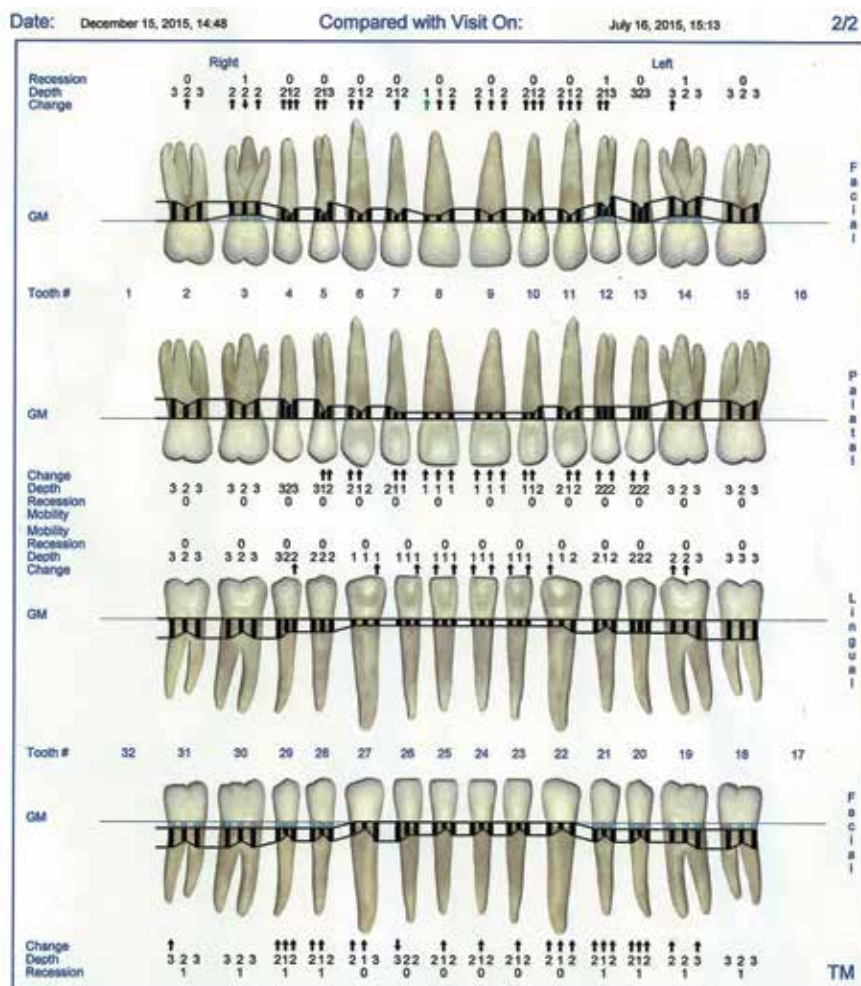 Date: December 15, 2015, 14:48 Compared with Visit On: July 16, 2015, 15:13 2/2
Right Left
Recession 0 1 0 0 0 0 0 0 0 0 1 0 1 0
Depth 3 2 3 2 2 2 212 213 2 1 2 212 1 1 2 2 1 2 212 212 213 323 3 2 3 3 2 3
Change
Facial
GM
Tooth # 1 2 3 4 5 6 7 8 9 10 11 12 13 14 15 16
Palatal
GM
Change
Depth 3 2 3 3 2 3 323 312 2 1 2 211 1 1 1 1 1 1 112 212 222 222 3 2 3 3 2 3
Recession 0 0 0 0 0 0 0 0 0 0 0 0 0 0
Mobility
Mobility
Recession 0 0 0 0 0 0 0 0 0 0 0 0 0 0
Depth 3 2 3 3 2 3 322 222 1 1 1 111 111 111 111 1 1 2 212 222 2 2 3 3 3 3
Change
Lingual
GM
Tooth # 32 31 30 29 28 27 26 25 24 23 22 21 20 19 18 17
GM
Facial
Change
Depth 3 2 3 3 2 3 212 212 2 1 3 322 212 212 212 2 1 2 212 212 2 2 3 3 2 3
Recession 1 0 1 1 0 0 0 0 0 0 1 1 1 1
TM